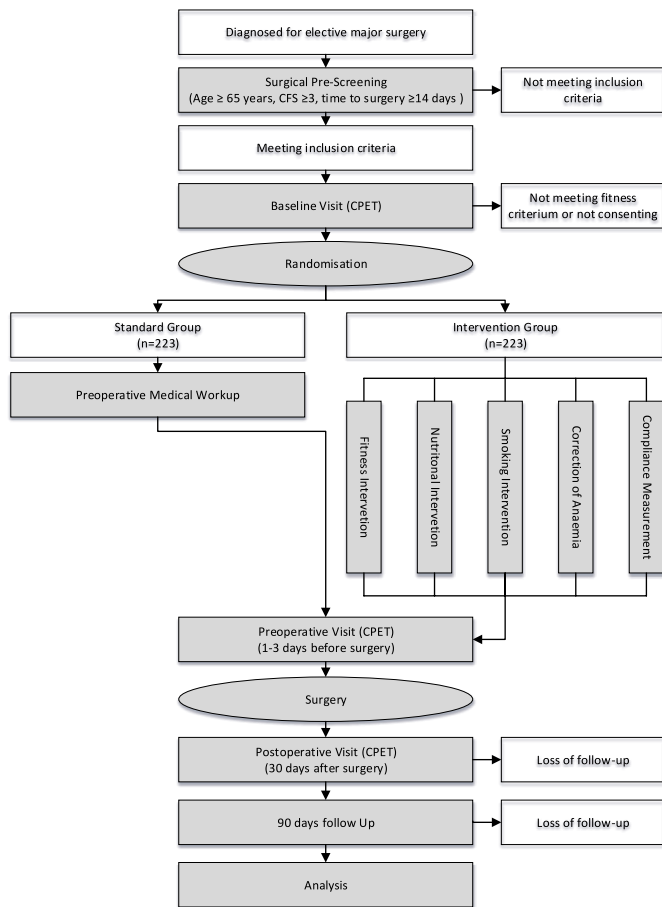 Diagnosed for elective major surgery
Surgical Pre-Screening
(Age ≥ 65 years, CFS ≥3, time to surgery ≥14 days )
Not meeting inclusion
criteria
Meeting inclusion criteria
Baseline Visit (CPET)
Not meeting fitness
criterium or not consenting
Randomisation
Standard Group
(n=223)
Intervention Group
(n=223)
Preoperative Medical Workup
Fitness Intervetion
Nutritonal Intervetion
Smoking Intervention
Correction of Anaemia
Compliance Measurement
Preoperative Visit (CPET)
(1-3 days before surgery)
Surgery
Postoperative Visit (CPET)
(30 days after surgery)
Loss of follow-up
90 days follow Up
Loss of follow-up
Analysis